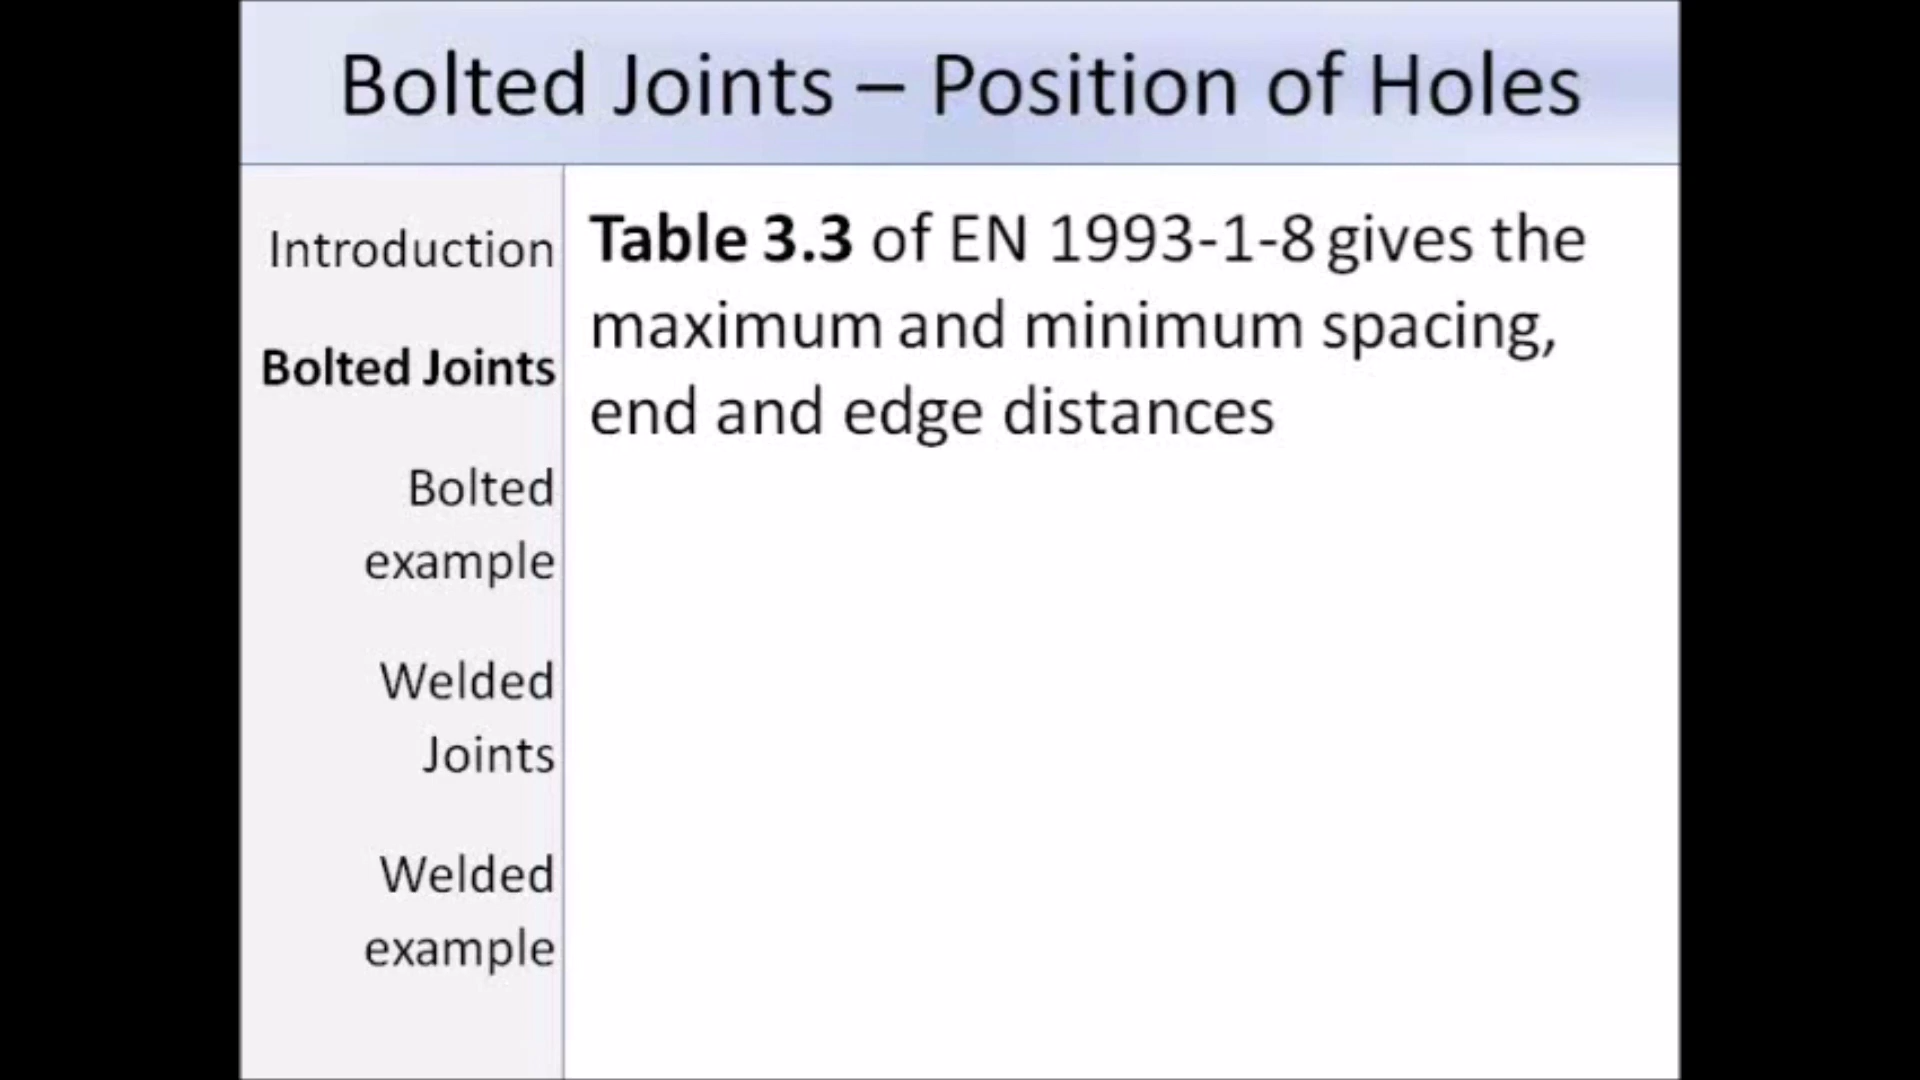 Bolted Joints – Position of Holes
Introduction
Bolted Joints
Bolted
example
Welded
Joints
Welded
example
Table 3.3 of EN 1993-1-8 gives the
maximum and minimum spacing,
end and edge distances